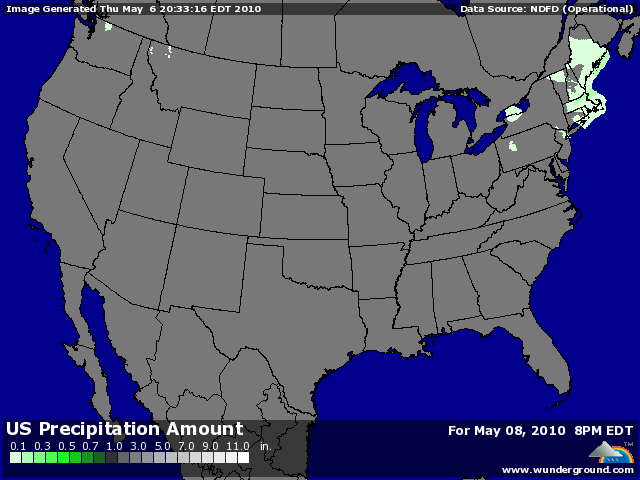 Image Generated Thu May 6 20:33:16 EDT 2010 Data Source: NDFD (Operational)
US Precipitation Amount
For May 08, 2010 8PM EDT
0.1 0.3 0.5 0.7 1.0 3.0 5.0 7.0 9.0 11.0 in.
TM
www.wunderground.com